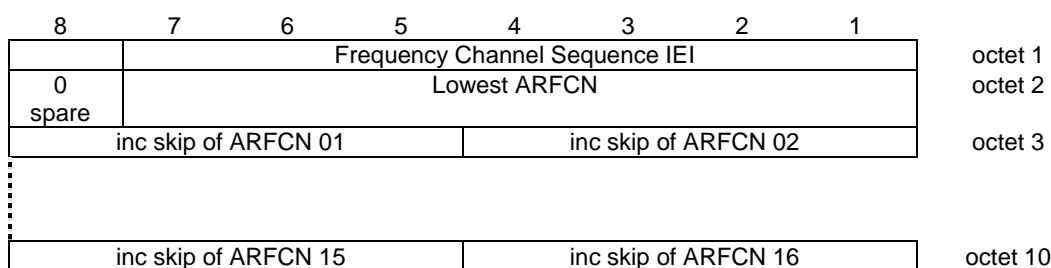 8 7 6 5 4 3 2 1
Frequency Channel Sequence IEI octet 1
0 Lowest ARFCN octet 2
spare
inc skip of ARFCN 01 inc skip of ARFCN 02 octet 3
inc skip of ARFCN 15 inc skip of ARFCN 16 octet 10